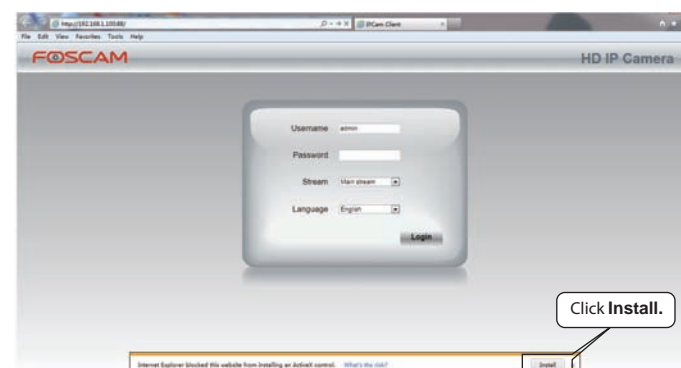 http://192.168.1.105:88/
IPCam Client
File Edit View Favorites Tools Help
FOSCAM
HD IP Camera
Username admin
Password
Stream Main stream
Language English
Login
Click Install.
Internet Explorer blocked this website from installing an ActiveX control. What's the risk?
Install